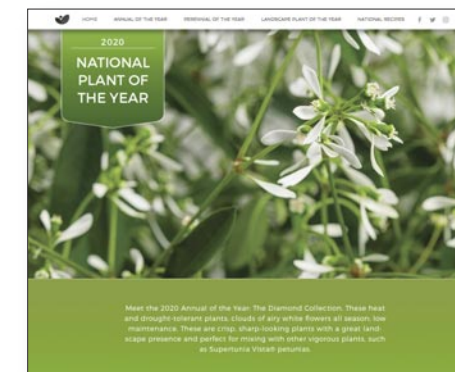 HOME ANNUAL OF THE YEAR PERENNIAL OF THE YEAR LANDSCAPE PLANT OF THE YEAR NATIONAL RECIPES
2020
NATIONAL
PLANT OF
THE YEAR
Meet the 2020 Annual of the Year: The Diamond Collection. These heat
and drought-tolerant plants, clouds of airy white flowers all season, low
maintenance. These are crisp, sharp-looking plants with a great land-
scape presence and perfect for mixing with other vigorous plants, such
as Supertunia Vista® petunias.